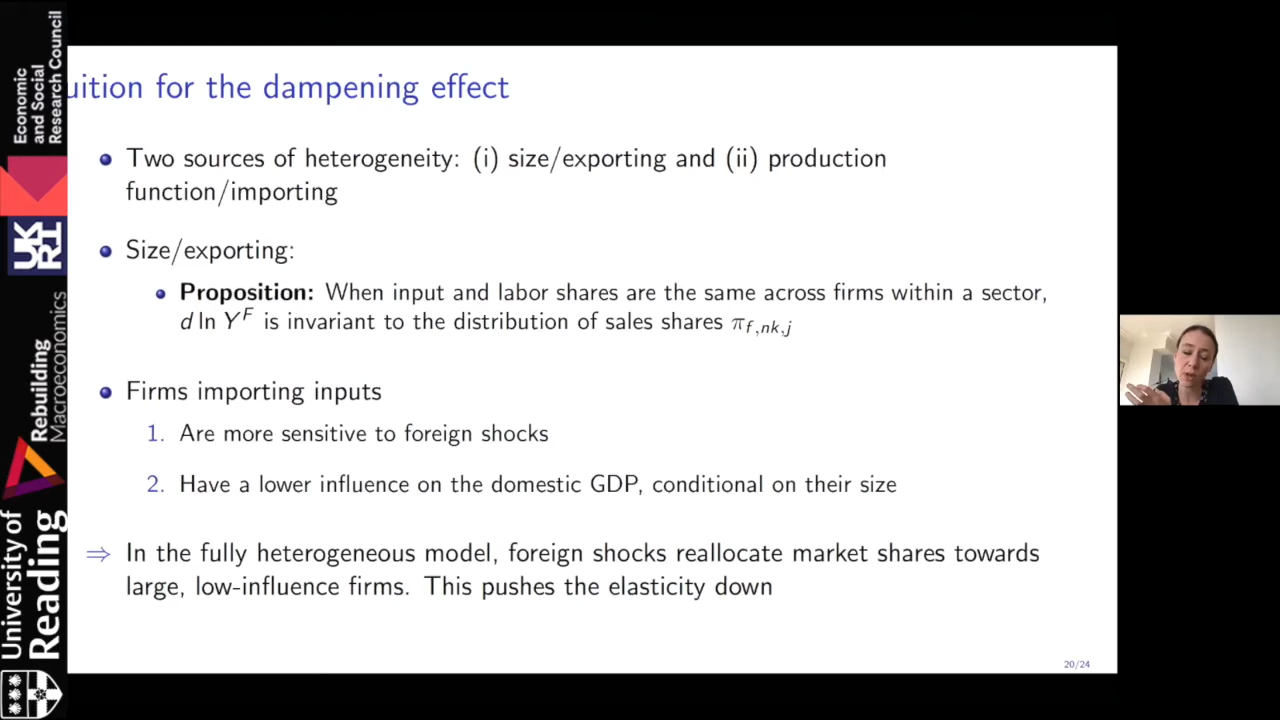 uition for the dampening effect
Two sources of heterogeneity: (i) size/exporting and (ii) production
function/importing
Size/exporting:
Proposition: When input and labor shares are the same across firms within a sector,
d ln Y^F is invariant to the distribution of sales shares π_{f,nk,j}
Firms importing inputs
1. Are more sensitive to foreign shocks
2. Have a lower influence on the domestic GDP, conditional on their size
⇒ In the fully heterogeneous model, foreign shocks reallocate market shares towards
large, low-influence firms. This pushes the elasticity down
20/24
Economic
and Social
Research Council
UKRI
Rebuilding
Macroeconomics
University of
Reading